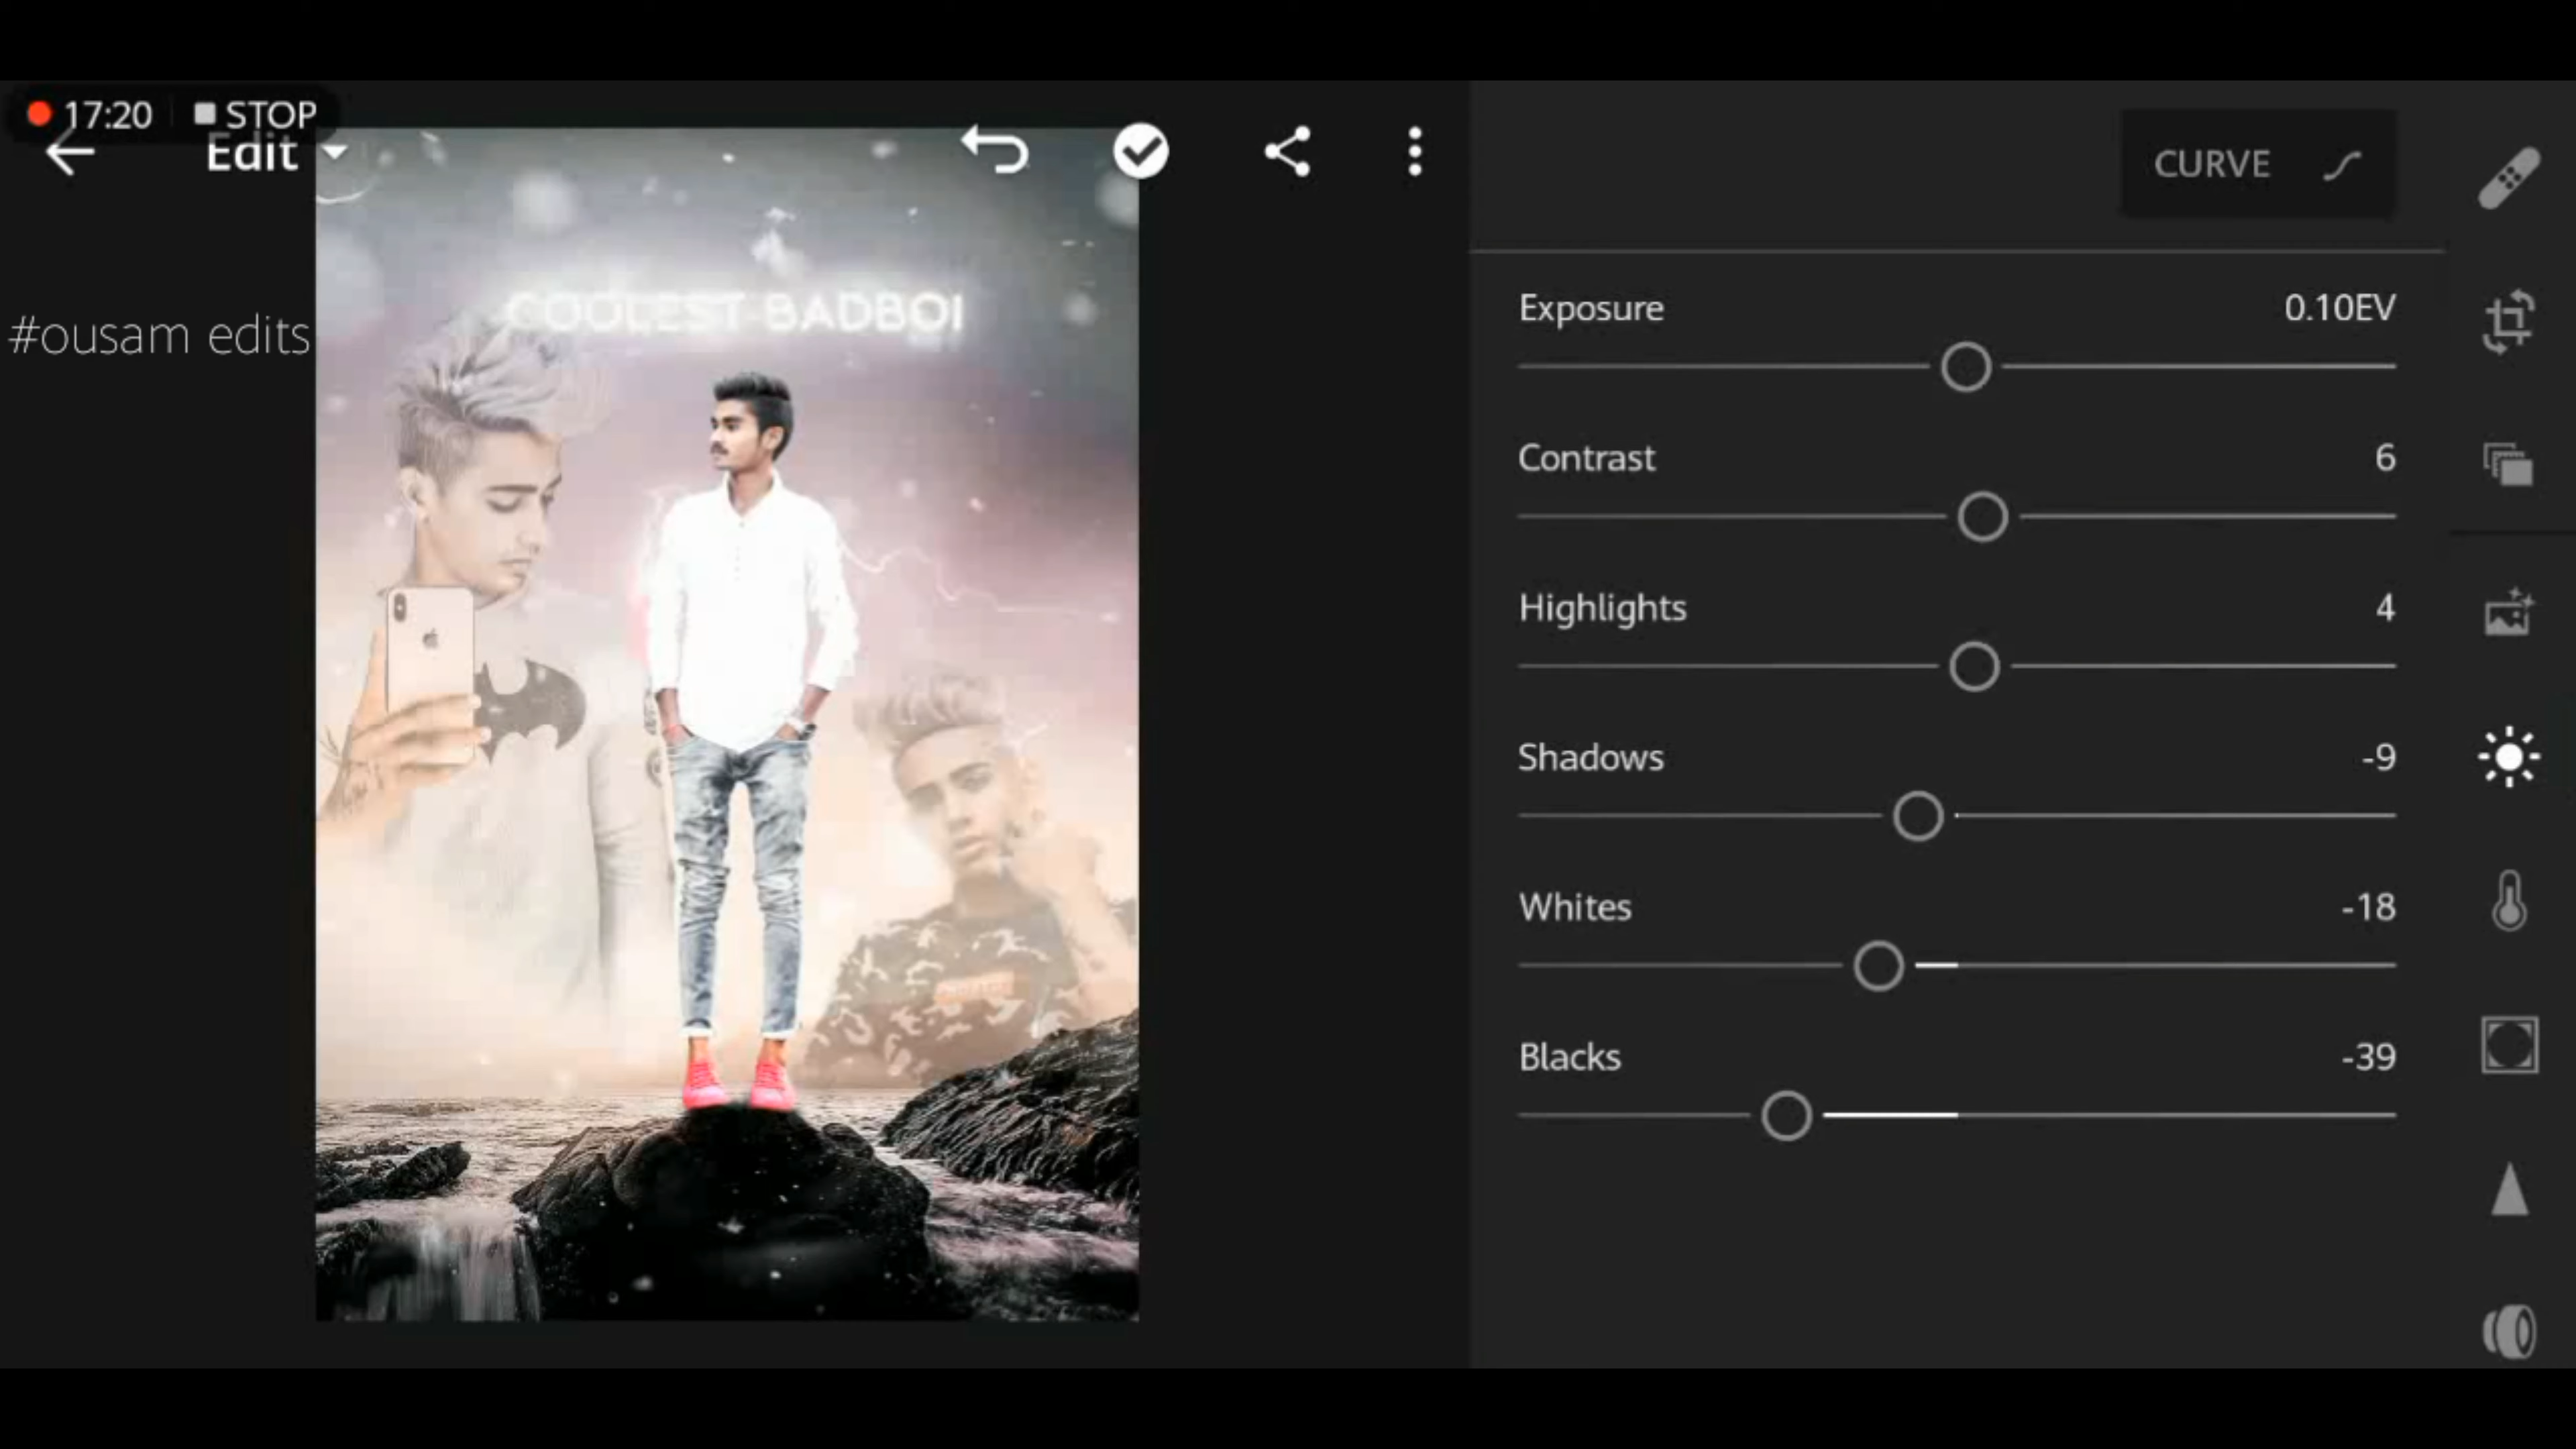 17:20 STOP
Edit
#ousam edits
COOLEST BADBOI
CURVE
Exposure 0.10EV
Contrast 6
Highlights 4
Shadows -9
Whites -18
Blacks -39